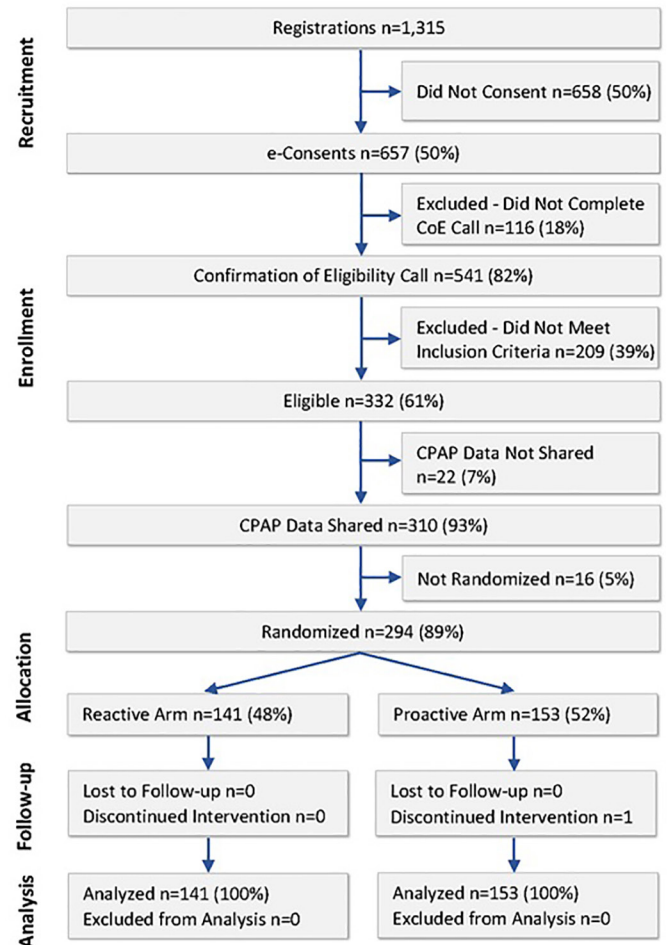 Recruitment
Registrations n=1,315
Did Not Consent n=658 (50%)
e-Consents n=657 (50%)
Enrollment
Excluded - Did Not Complete
CoE Call n=116 (18%)
Confirmation of Eligibility Call n=541 (82%)
Excluded - Did Not Meet
Inclusion Criteria n=209 (39%)
Eligible n=332 (61%)
CPAP Data Not Shared
n=22 (7%)
CPAP Data Shared n=310 (93%)
Not Randomized n=16 (5%)
Allocation
Randomized n=294 (89%)
Reactive Arm n=141 (48%)
Proactive Arm n=153 (52%)
Follow-up
Lost to Follow-up n=0
Discontinued Intervention n=0
Lost to Follow-up n=0
Discontinued Intervention n=1
Analysis
Analyzed n=141 (100%)
Excluded from Analysis n=0
Analyzed n=153 (100%)
Excluded from Analysis n=0